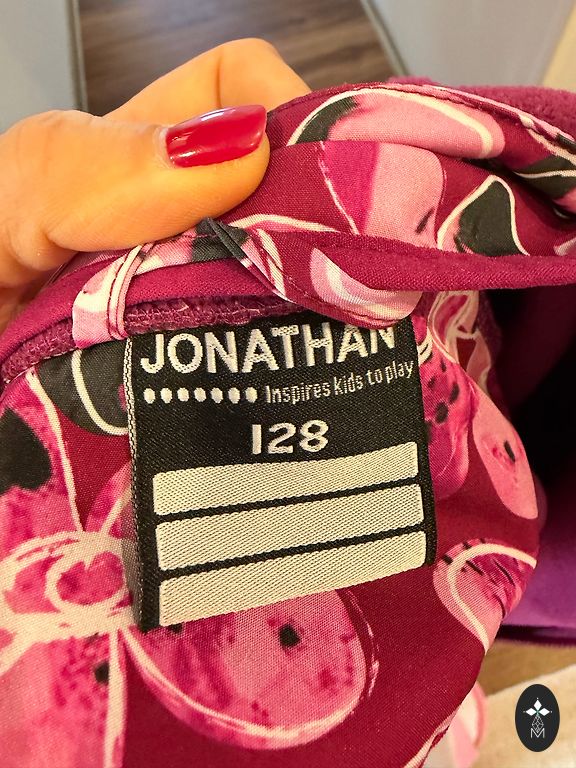 JONATHAN
Inspires kids to play
128
M